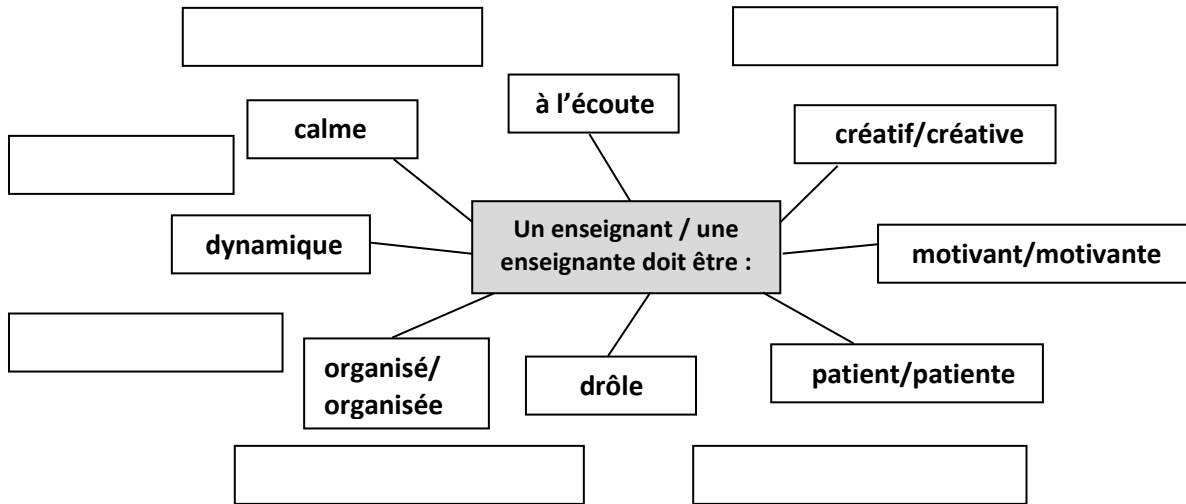 à l’écoute
calme
créatif/créative
Un enseignant / une
enseignante doit être :
dynamique
motivant/motivante
organisé/
organisée
drôle
patient/patiente